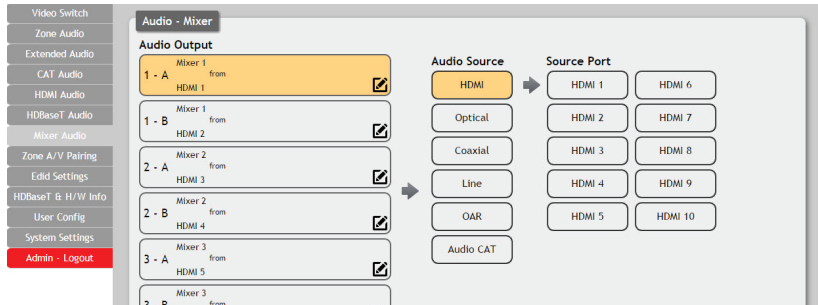 Video Switch
Zone Audio
Extended Audio
CAT Audio
HDMI Audio
HDBaseT Audio
Mixer Audio
Zone A/V Pairing
Edid Settings
HDBaseT & H/W Info
User Config
System Settings
Admin - Logout
Audio - Mixer
Audio Output
Mixer 1
1 - A from
HDMI 1
Mixer 1
1 - B from
HDMI 2
Mixer 2
2 - A from
HDMI 3
Mixer 2
2 - B from
HDMI 4
Mixer 3
3 - A from
HDMI 5
Mixer 3
3 - B from
Audio Source
HDMI
Optical
Coaxial
Line
OAR
Audio CAT
Source Port
HDMI 1 HDMI 6
HDMI 2 HDMI 7
HDMI 3 HDMI 8
HDMI 4 HDMI 9
HDMI 5 HDMI 10